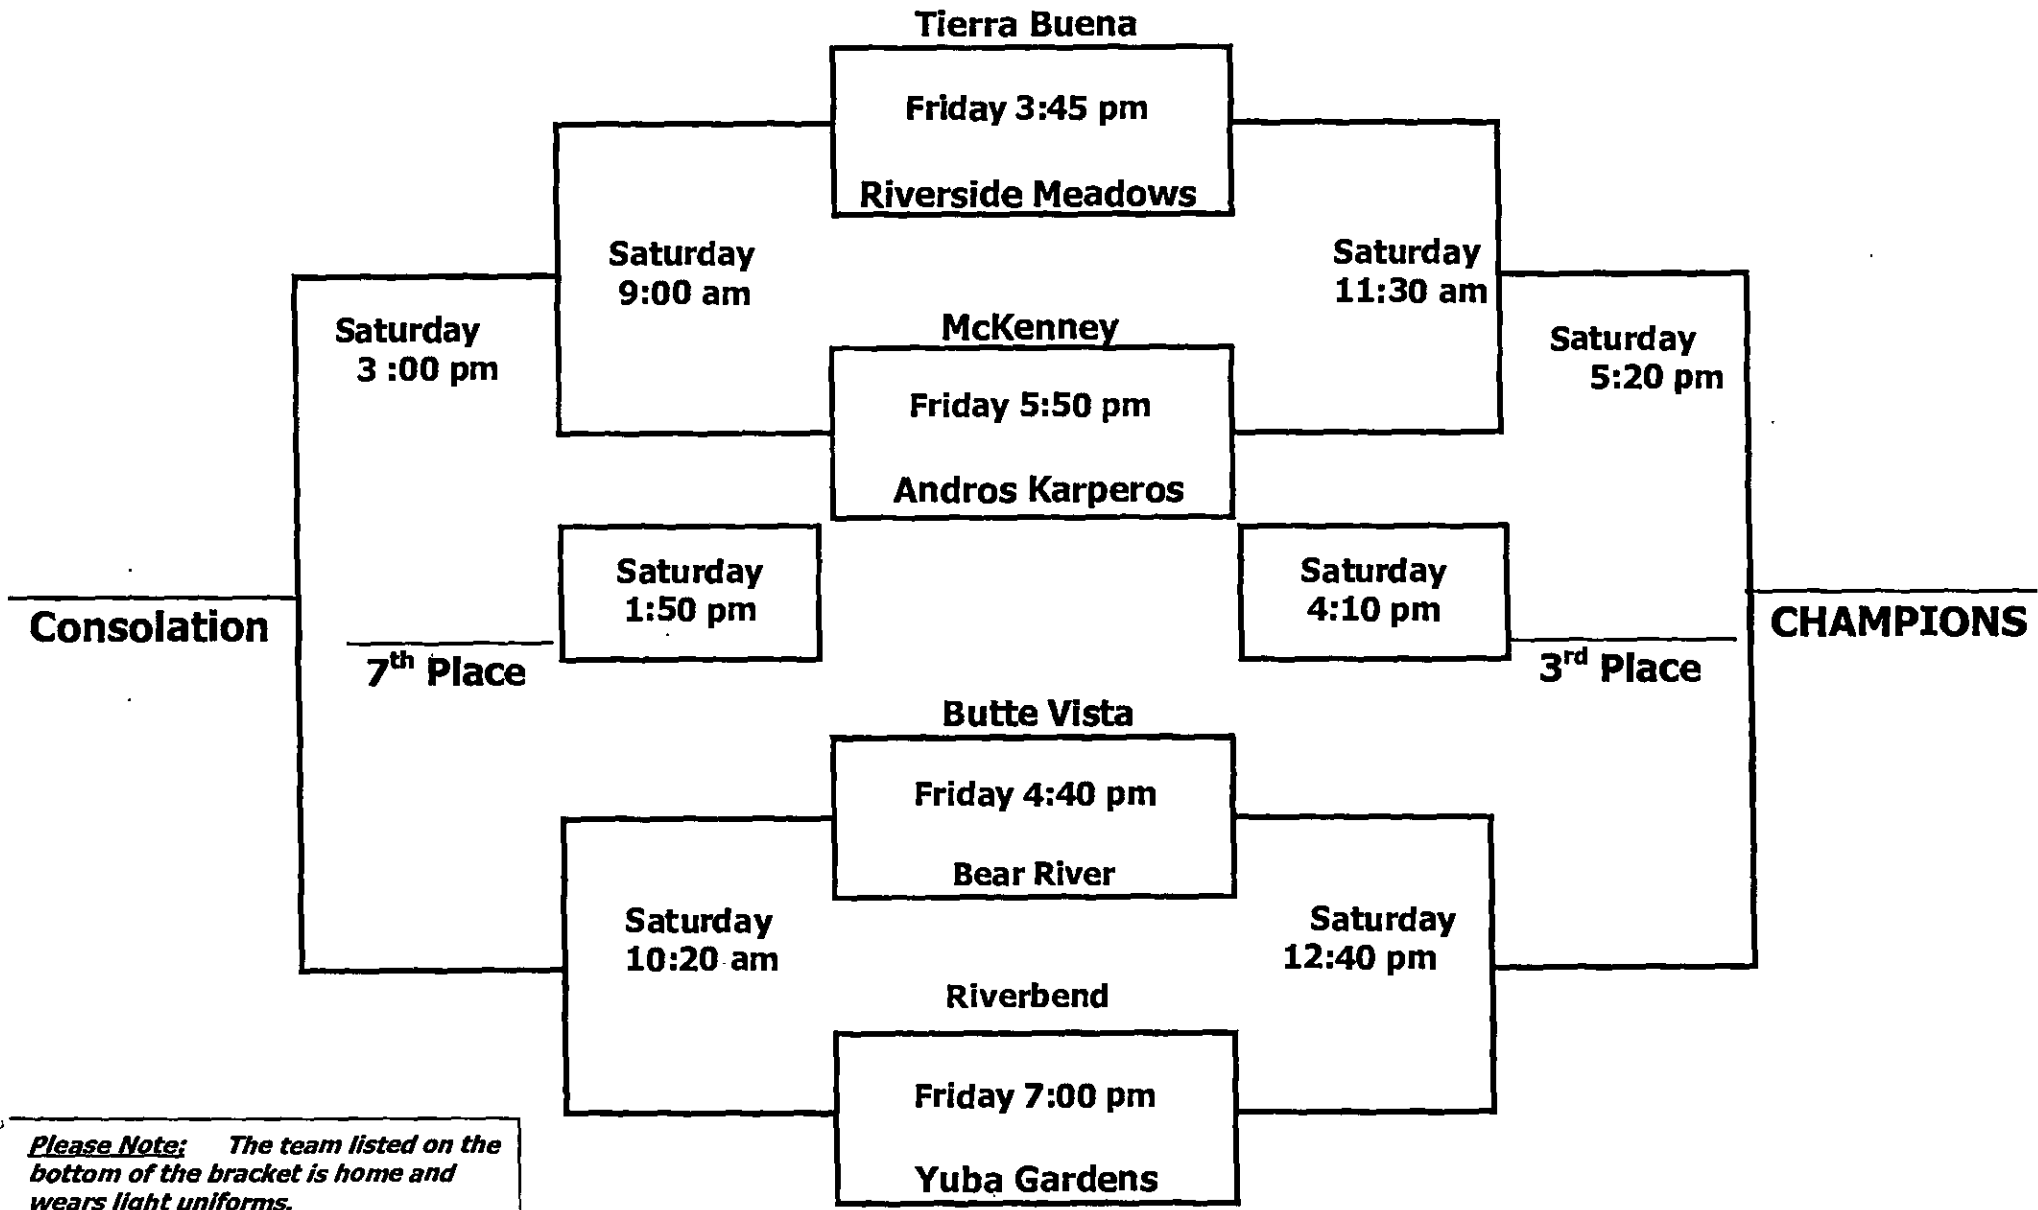 Tierra Buena
Friday 3:45 pm
Riverside Meadows
Saturday
9:00 am
Saturday
11:30 am
Saturday
3 :00 pm
McKenney
Saturday
5:20 pm
Friday 5:50 pm
Andros Karperos
Saturday
1:50 pm
Saturday
4:10 pm
Consolation
7th Place
3rd Place
CHAMPIONS
Butte Vista
Friday 4:40 pm
Bear River
Saturday
10:20 am
Saturday
12:40 pm
Riverbend
Friday 7:00 pm
Yuba Gardens
Please Note: The team listed on the
bottom of the bracket is home and
wears light uniforms.